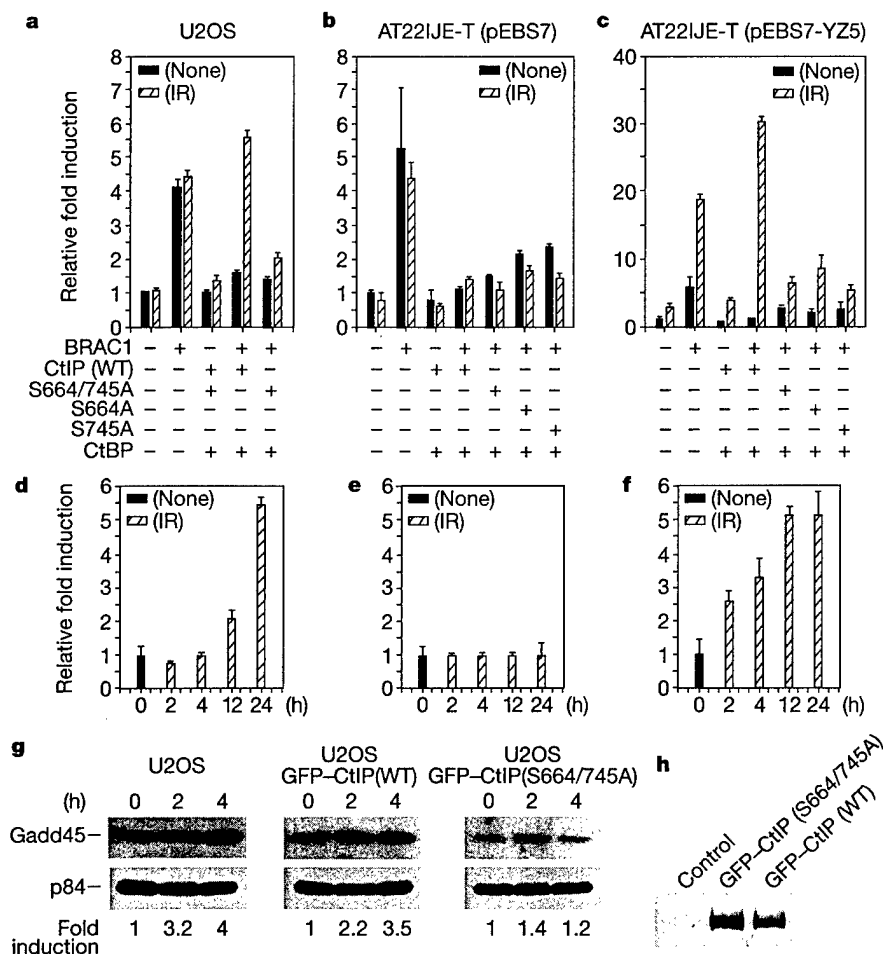 a
U2OS
(None)
(IR)
Relative fold induction
8
7
6
5
4
3
2
1
0
b
AT22IJE-T (pEBS7)
(None)
(IR)
8
7
6
5
4
3
2
1
0
c
AT22IJE-T (pEBS7-YZ5)
(None)
(IR)
40
30
20
10
0
BRAC1 – + – + + – + – + + + + – + – + + + +
CtIP (WT) – – + + – – – + + – – – – – + + – – –
S664/745A – – + – + – – – – + – – – – – – + – –
S664A – – – – – – – – – – + – – – – – – + –
S745A – – – – – – – – – – – + – – – – – – +
CtBP – – + + + – – + + + + + – – + + + + +
d
(None)
(IR)
Relative fold induction
6
5
4
3
2
1
0
0 2 4 12 24 (h)
e
(None)
(IR)
6
5
4
3
2
1
0
0 2 4 12 24 (h)
f
(None)
(IR)
6
5
4
3
2
1
0
0 2 4 12 24 (h)
g
U2OS
(h) 0 2 4
U2OS
GFP–CtIP(WT)
0 2 4
U2OS
GFP–CtIP(S664/745A)
0 2 4
Gadd45–
p84–
Fold
induction 1 3.2 4 1 2.2 3.5 1 1.4 1.2
h
Control
GFP–CtIP (S664/745A)
GFP–CtIP (WT)